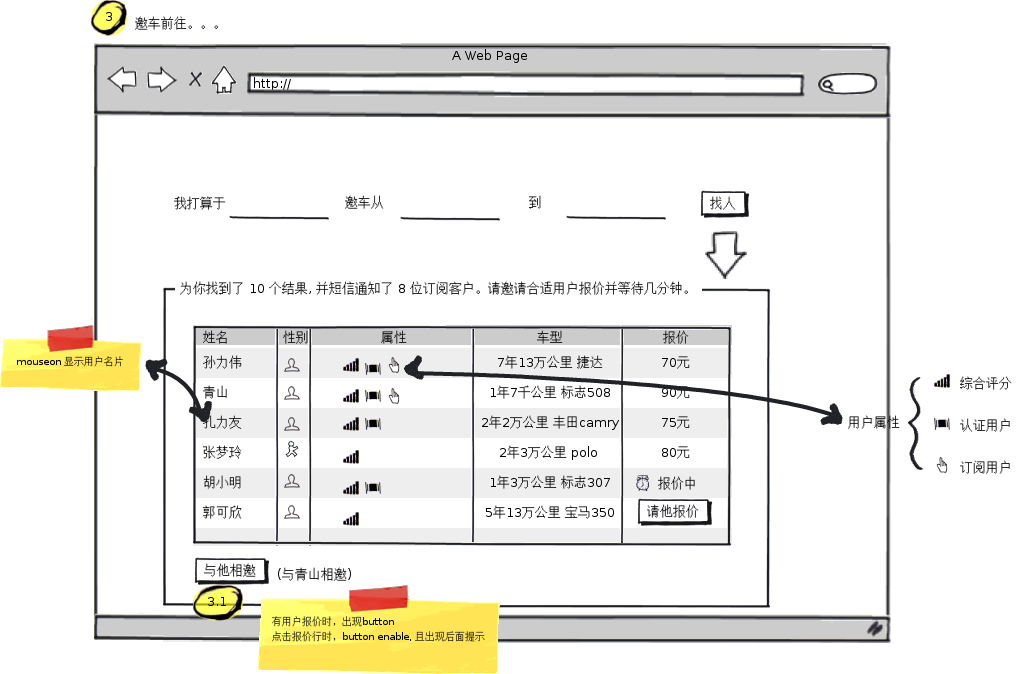 3 邀车前往。。。
A Web Page
http://
我打算于 邀车从 到 找人
为你找到了 10 个结果, 并短信通知了 8 位订阅客户。请邀请合适用户报价并等待几分钟。
姓名 性别 属性 车型 报价
孙力伟 7年13万公里 捷达 70元
青山 1年7千公里 标志508 90元
孔力友 2年2万公里 丰田camry 75元
张梦玲 2年3万公里 polo 80元
胡小明 1年3万公里 标志307 报价中
郭可欣 5年13万公里 宝马350 请他报价
mouseon 显示用户名片
用户属性
综合评分
认证用户
订阅用户
与他相邀 (与青山相邀)
3.1
有用户报价时，出现button
点击报价行时，button enable, 且出现后面提示